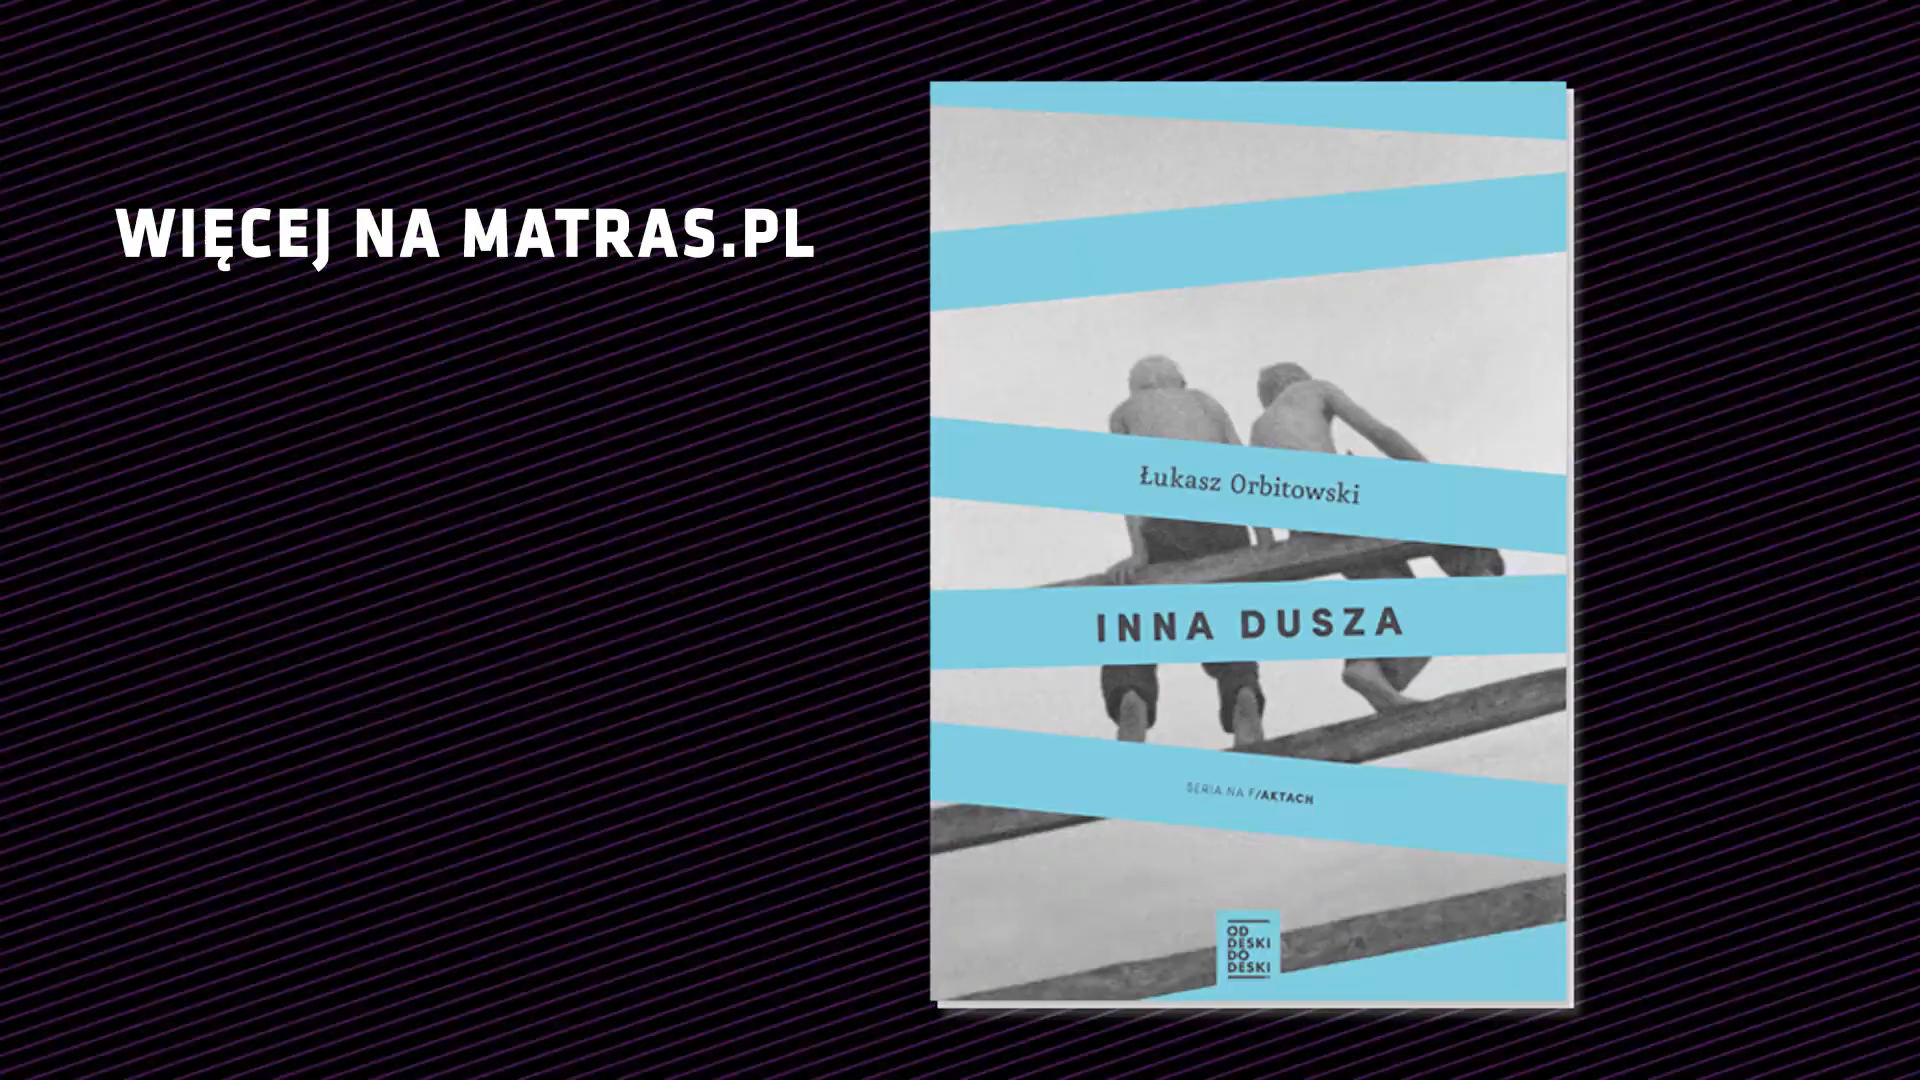 WIĘCEJ NA MATRAS.PL
Łukasz Orbitowski
INNA DUSZA
SERIA NA F/AKTACH
OD
DESKI
DO
DESKI